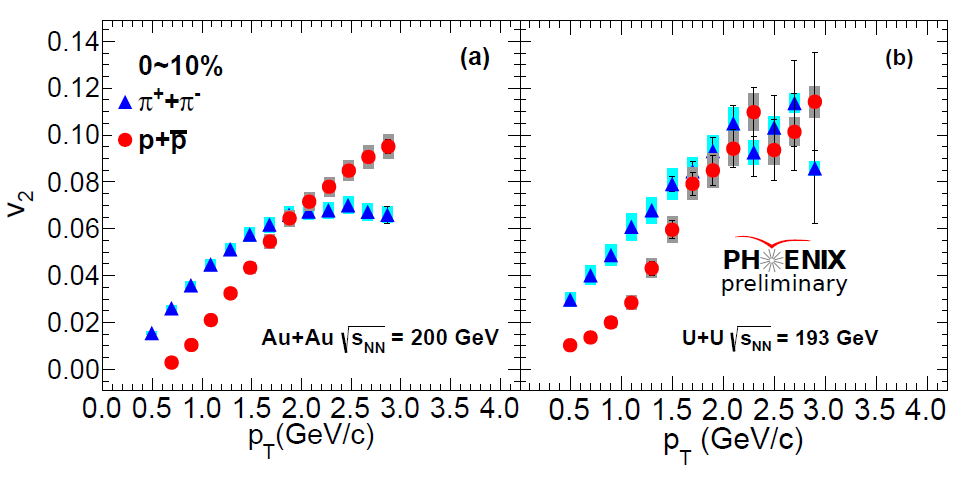 0~10%
π⁺+π⁻
p+p̅
(a)
(b)
v₂
0.14
0.12
0.10
0.08
0.06
0.04
0.02
0.00
Au+Au √sNN = 200 GeV
PHENIX
preliminary
U+U √sNN = 193 GeV
0.0 0.5 1.0 1.5 2.0 2.5 3.0 3.5 4.0
0.5 1.0 1.5 2.0 2.5 3.0 3.5 4.0
pT(GeV/c)
pT (GeV/c)